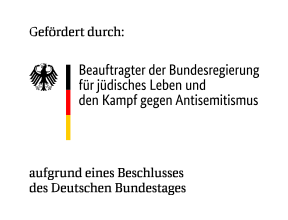 Gefördert durch:
Beauftragter der Bundesregierung
für jüdisches Leben und
den Kampf gegen Antisemitismus
aufgrund eines Beschlusses
des Deutschen Bundestages